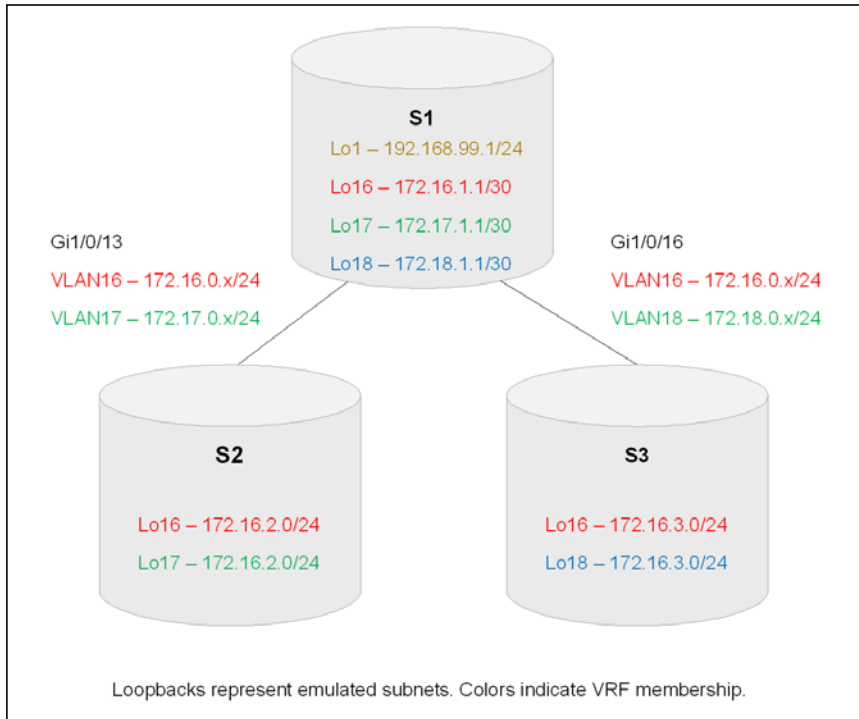 S1
Lo1 – 192.168.99.1/24
Lo16 – 172.16.1.1/30
Lo17 – 172.17.1.1/30
Lo18 – 172.18.1.1/30
Gi1/0/13
VLAN16 – 172.16.0.x/24
VLAN17 – 172.17.0.x/24
Gi1/0/16
VLAN16 – 172.16.0.x/24
VLAN18 – 172.18.0.x/24
S2
Lo16 – 172.16.2.0/24
Lo17 – 172.16.2.0/24
S3
Lo16 – 172.16.3.0/24
Lo18 – 172.16.3.0/24
Loopbacks represent emulated subnets. Colors indicate VRF membership.